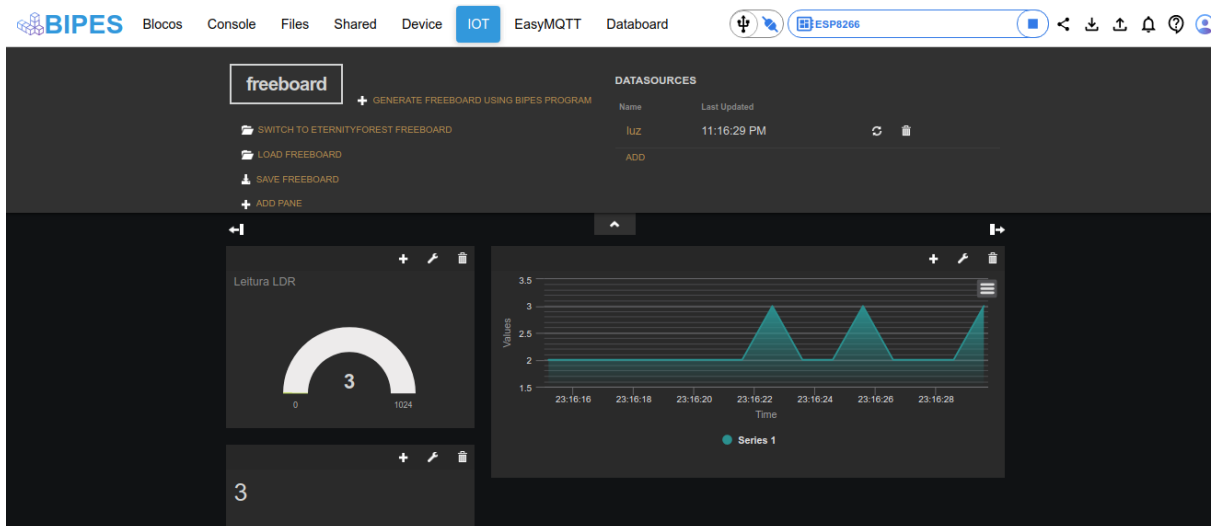 BIPES Blocos Console Files Shared Device IOT EasyMQTT Databoard ESP8266
freeboard
GENERATE FREEBOARD USING BIPES PROGRAM
SWITCH TO ETERNITYFOREST FREEBOARD
LOAD FREEBOARD
SAVE FREEBOARD
ADD PANE
DATASOURCES
Name Last Updated
luz 11:16:29 PM
ADD
Leitura LDR
3
0 1024
3
3.5
3
2.5
2
1.5
Values
23:16:16 23:16:18 23:16:20 23:16:22 23:16:24 23:16:26 23:16:28
Time
Series 1